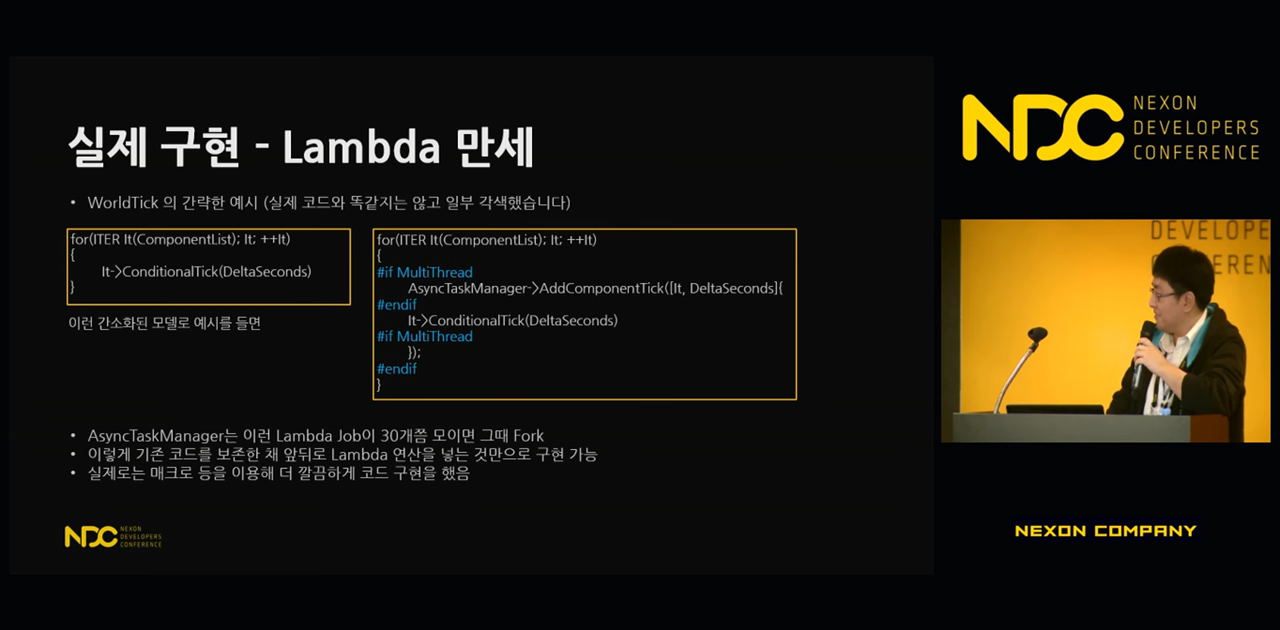 실제 구현 - Lambda 만세
• WorldTick 의 간략한 예시 (실제 코드와 똑같지는 않고 일부 각색했습니다)
for(ITER It(ComponentList); It; ++It)
{
It->ConditionalTick(DeltaSeconds)
}
이런 간소화된 모델로 예시를 들면
for(ITER It(ComponentList); It; ++It)
{
#if MultiThread
AsyncTaskManager->AddComponentTick([It, DeltaSeconds]{
#endif
It->ConditionalTick(DeltaSeconds)
#if MultiThread
});
#endif
}
• AsyncTaskManager는 이런 Lambda Job이 30개쯤 모이면 그때 Fork
• 이렇게 기존 코드를 보존한 채 앞뒤로 Lambda 연산을 넣는 것만으로 구현 가능
• 실제로는 매크로 등을 이용해 더 깔끔하게 코드 구현을 했음
NDC
NEXON
DEVELOPERS
CONFERENCE
NDC
NEXON
DEVELOPERS
CONFERENCE
DEVELOPE
EREN
NEXON COMPANY